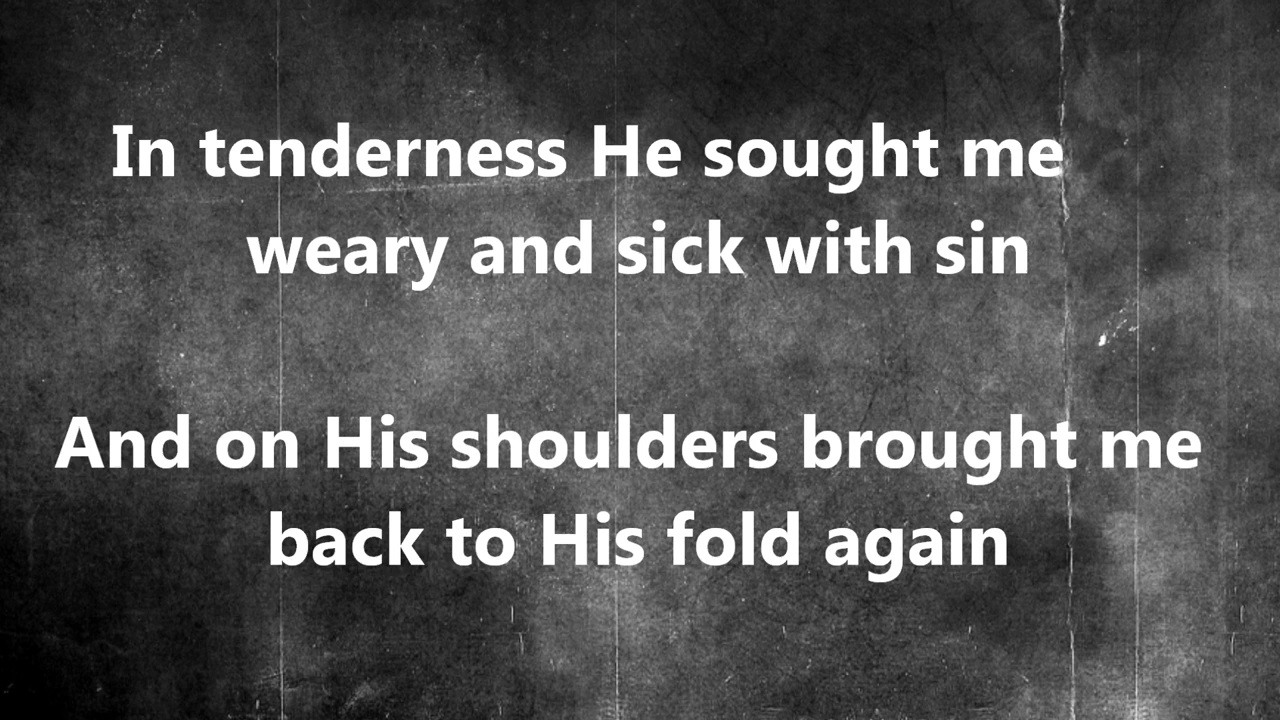 In tenderness He sought me
weary and sick with sin
And on His shoulders brought me
back to His fold again